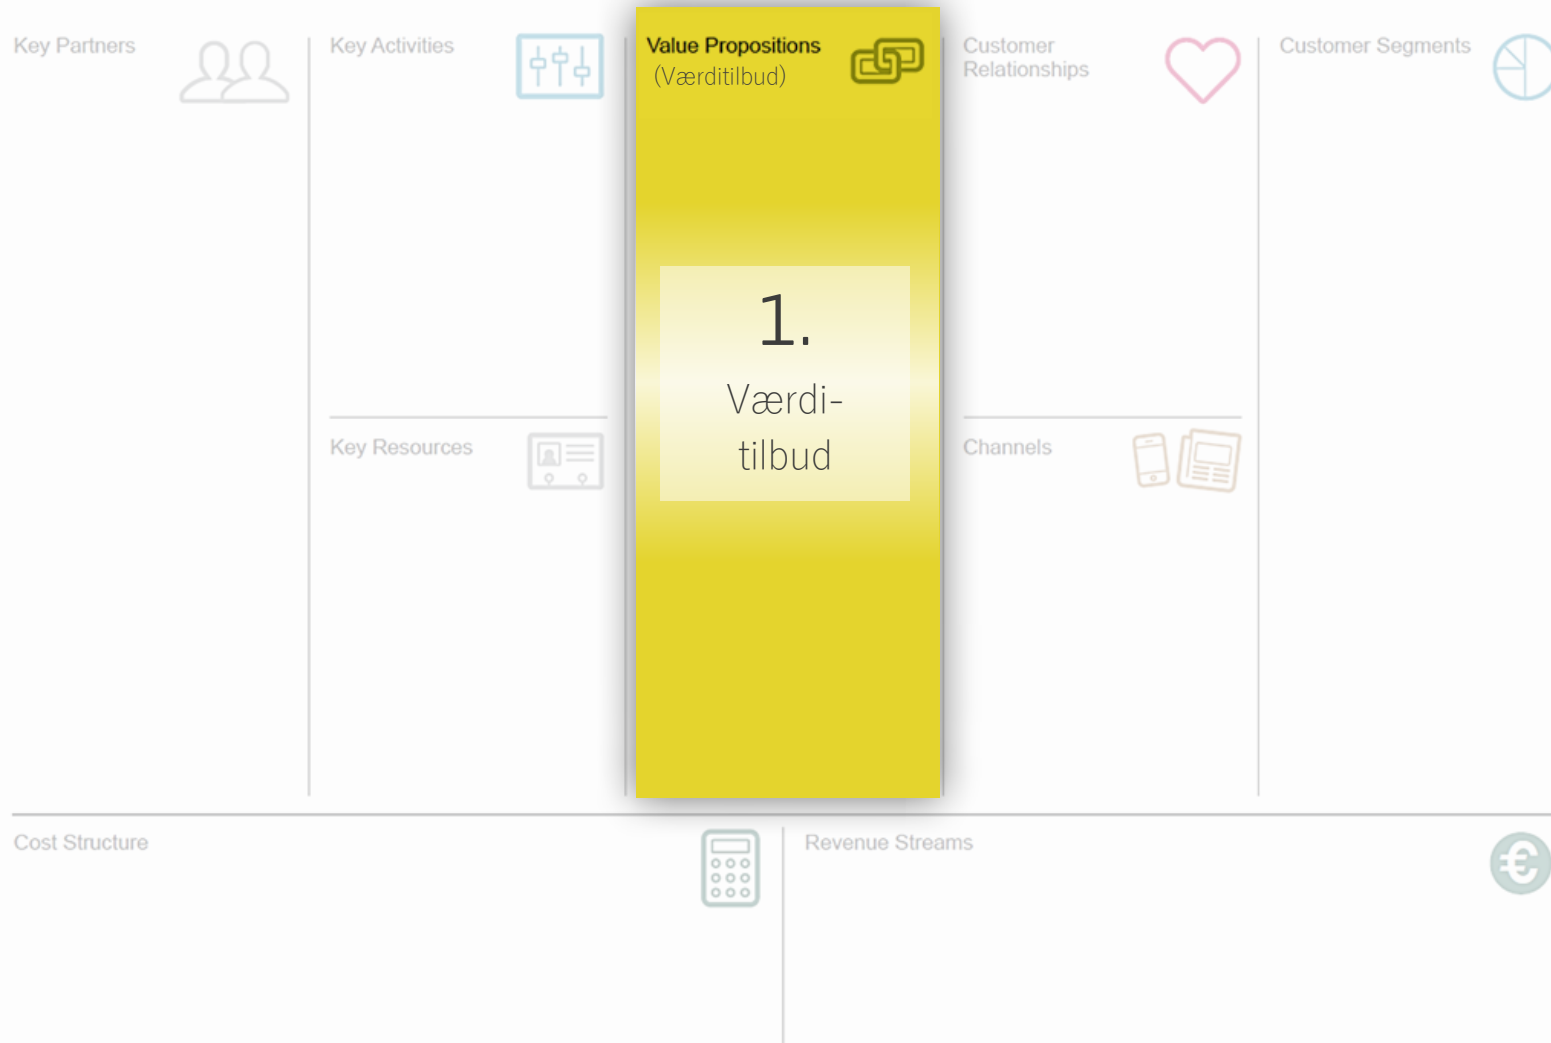 Key Partners
Key Activities
Value Propositions
(Værditilbud)
Customer
Relationships
Customer Segments
1.
Værdi-
tilbud
Key Resources
Channels
Cost Structure
Revenue Streams
€